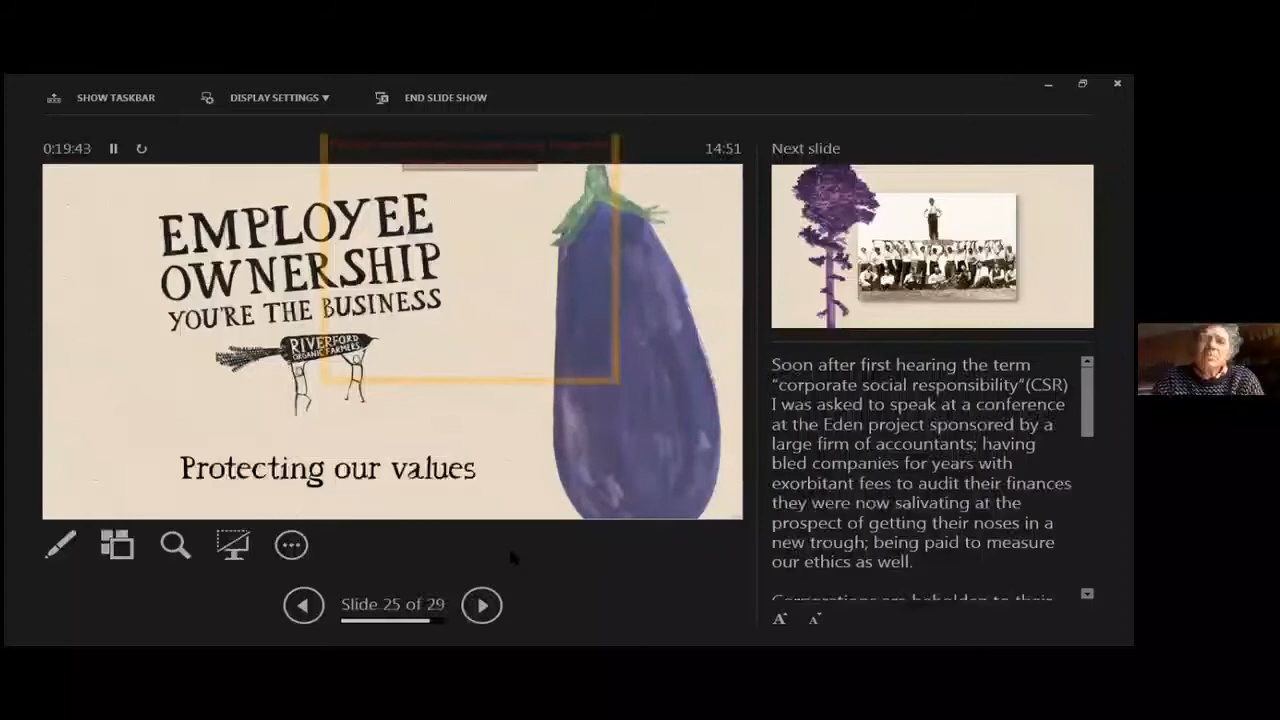 SHOW TASKBAR
DISPLAY SETTINGS ▼
END SLIDE SHOW
0:19:43
14:51
Next slide
EMPLOYEE
OWNERSHIP
YOU'RE THE BUSINESS
RIVERFORD
ORGANIC FARMERS
Protecting our values
Slide 25 of 29
Soon after first hearing the term
“corporate social responsibility”(CSR)
I was asked to speak at a conference
at the Eden project sponsored by a
large firm of accountants; having
bled companies for years with
exorbitant fees to audit their finances
they were now salivating at the
prospect of getting their noses in a
new trough; being paid to measure
our ethics as well.
A
A